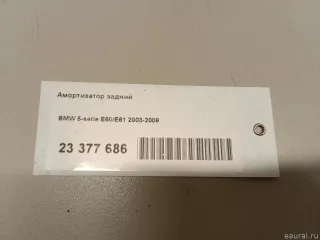 Амортизатор задний
BMW 5-serie E60/E61 2003-2009
23 377 686
eaural.ru